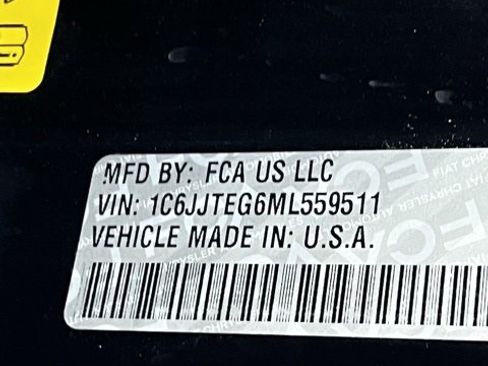 MFD BY: FCA US LLC
VIN: 1C6JJTEG6ML559511
VEHICLE MADE IN: U.S.A.